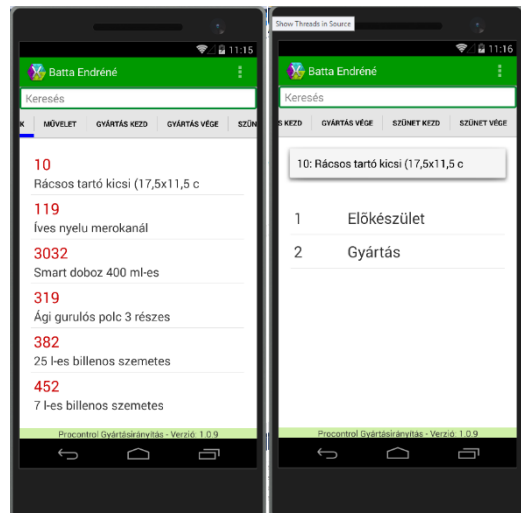 11:15
Batta Endréné
Keresés
K MŰVELET GYÁRTÁS KEZD GYÁRTÁS VÉGE SZÜN
10
Rácsos tartó kicsi (17,5x11,5 c
119
Íves nyelu merokanál
3032
Smart doboz 400 ml-es
319
Ági gurulós polc 3 részes
382
25 l-es billenos szemetes
452
7 l-es billenos szemetes
Procontrol Gyártásirányítás - Verzió: 1.0.9
Show Threads in Source
11:16
Batta Endréné
Keresés
S KEZD GYÁRTÁS VÉGE SZÜNET KEZD SZÜNET VÉGE
10: Rácsos tartó kicsi (17,5x11,5 c
1 Elõkészület
2 Gyártás
Procontrol Gyártásirányítás - Verzió: 1.0.9